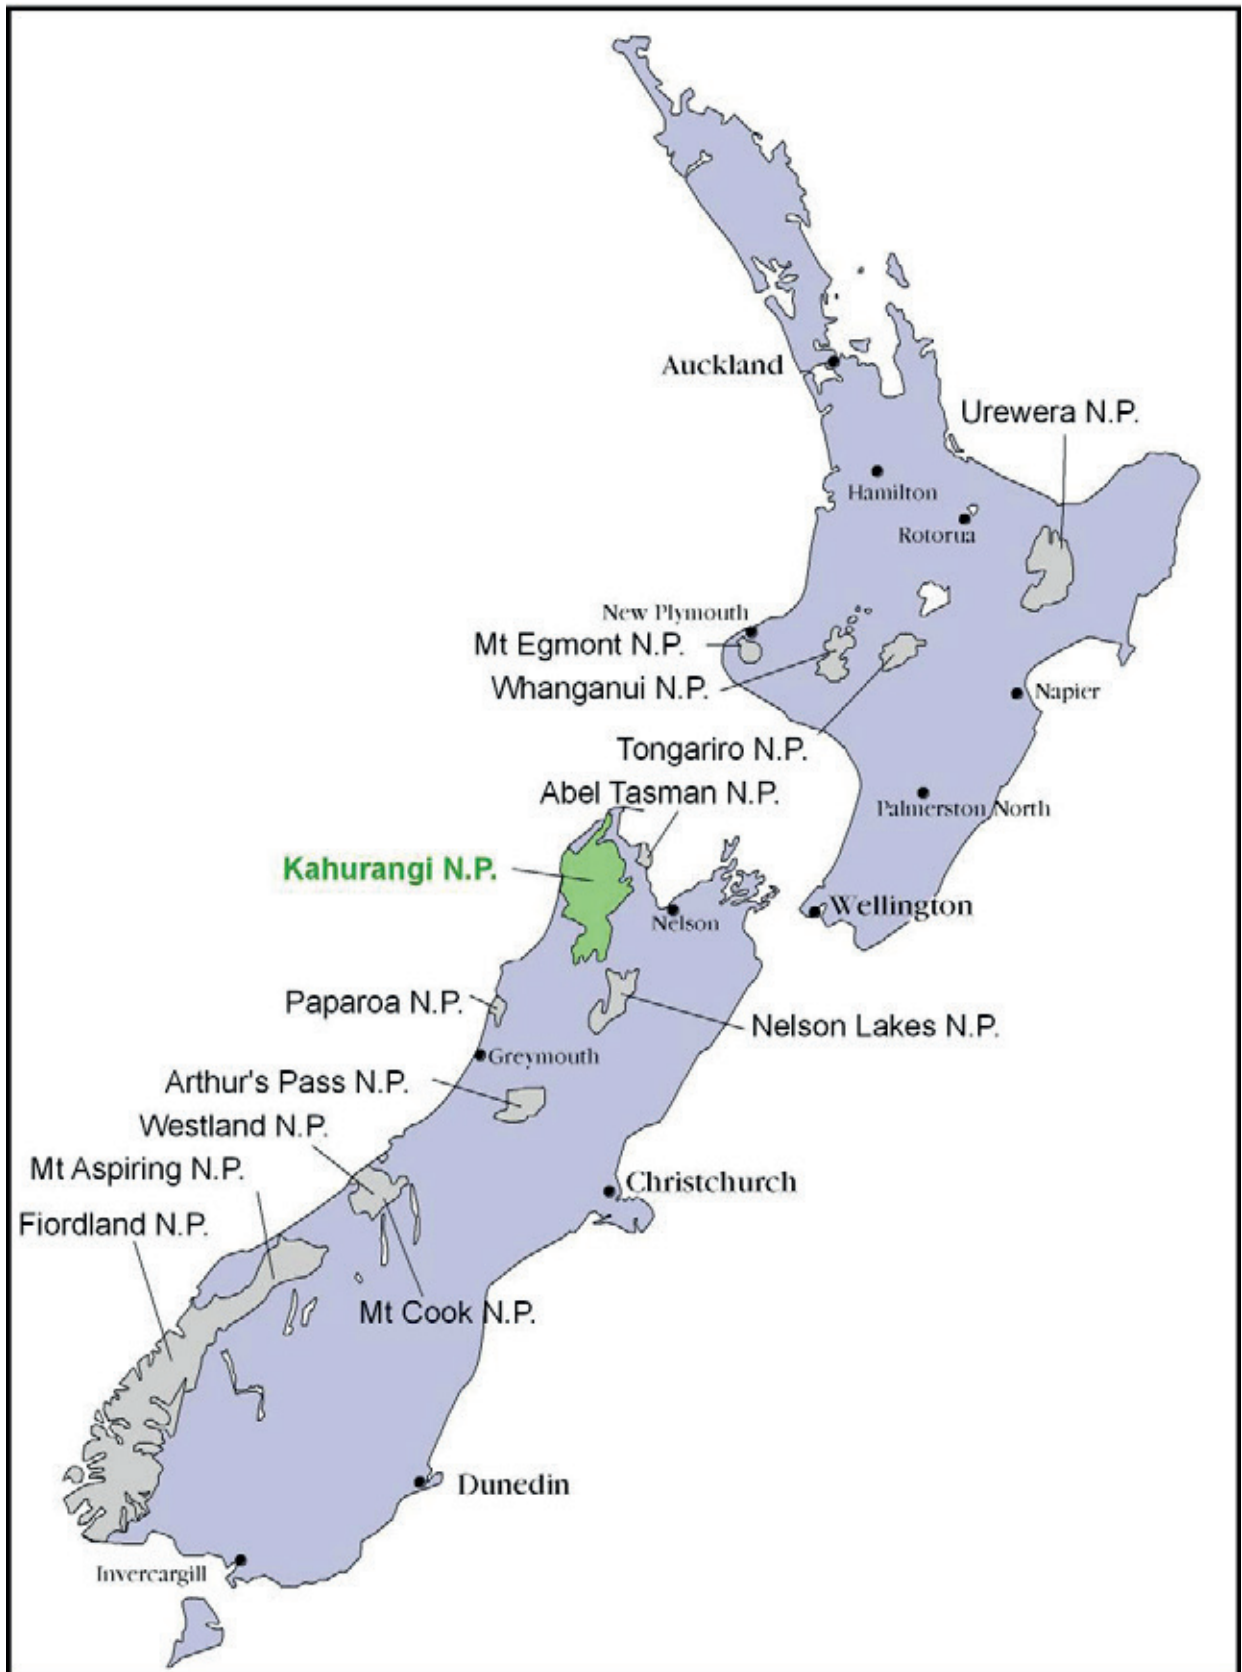 Auckland
Urewera N.P.
Hamilton
Rotorua
New Plymouth
Mt Egmont N.P.
Whanganui N.P.
Napier
Tongariro N.P.
Abel Tasman N.P.
Palmerston North
Kahurangi N.P.
Wellington
Nelson
Paparoa N.P.
Nelson Lakes N.P.
Greymouth
Arthur's Pass N.P.
Westland N.P.
Mt Aspiring N.P.
Christchurch
Fiordland N.P.
Mt Cook N.P.
Dunedin
Invercargill